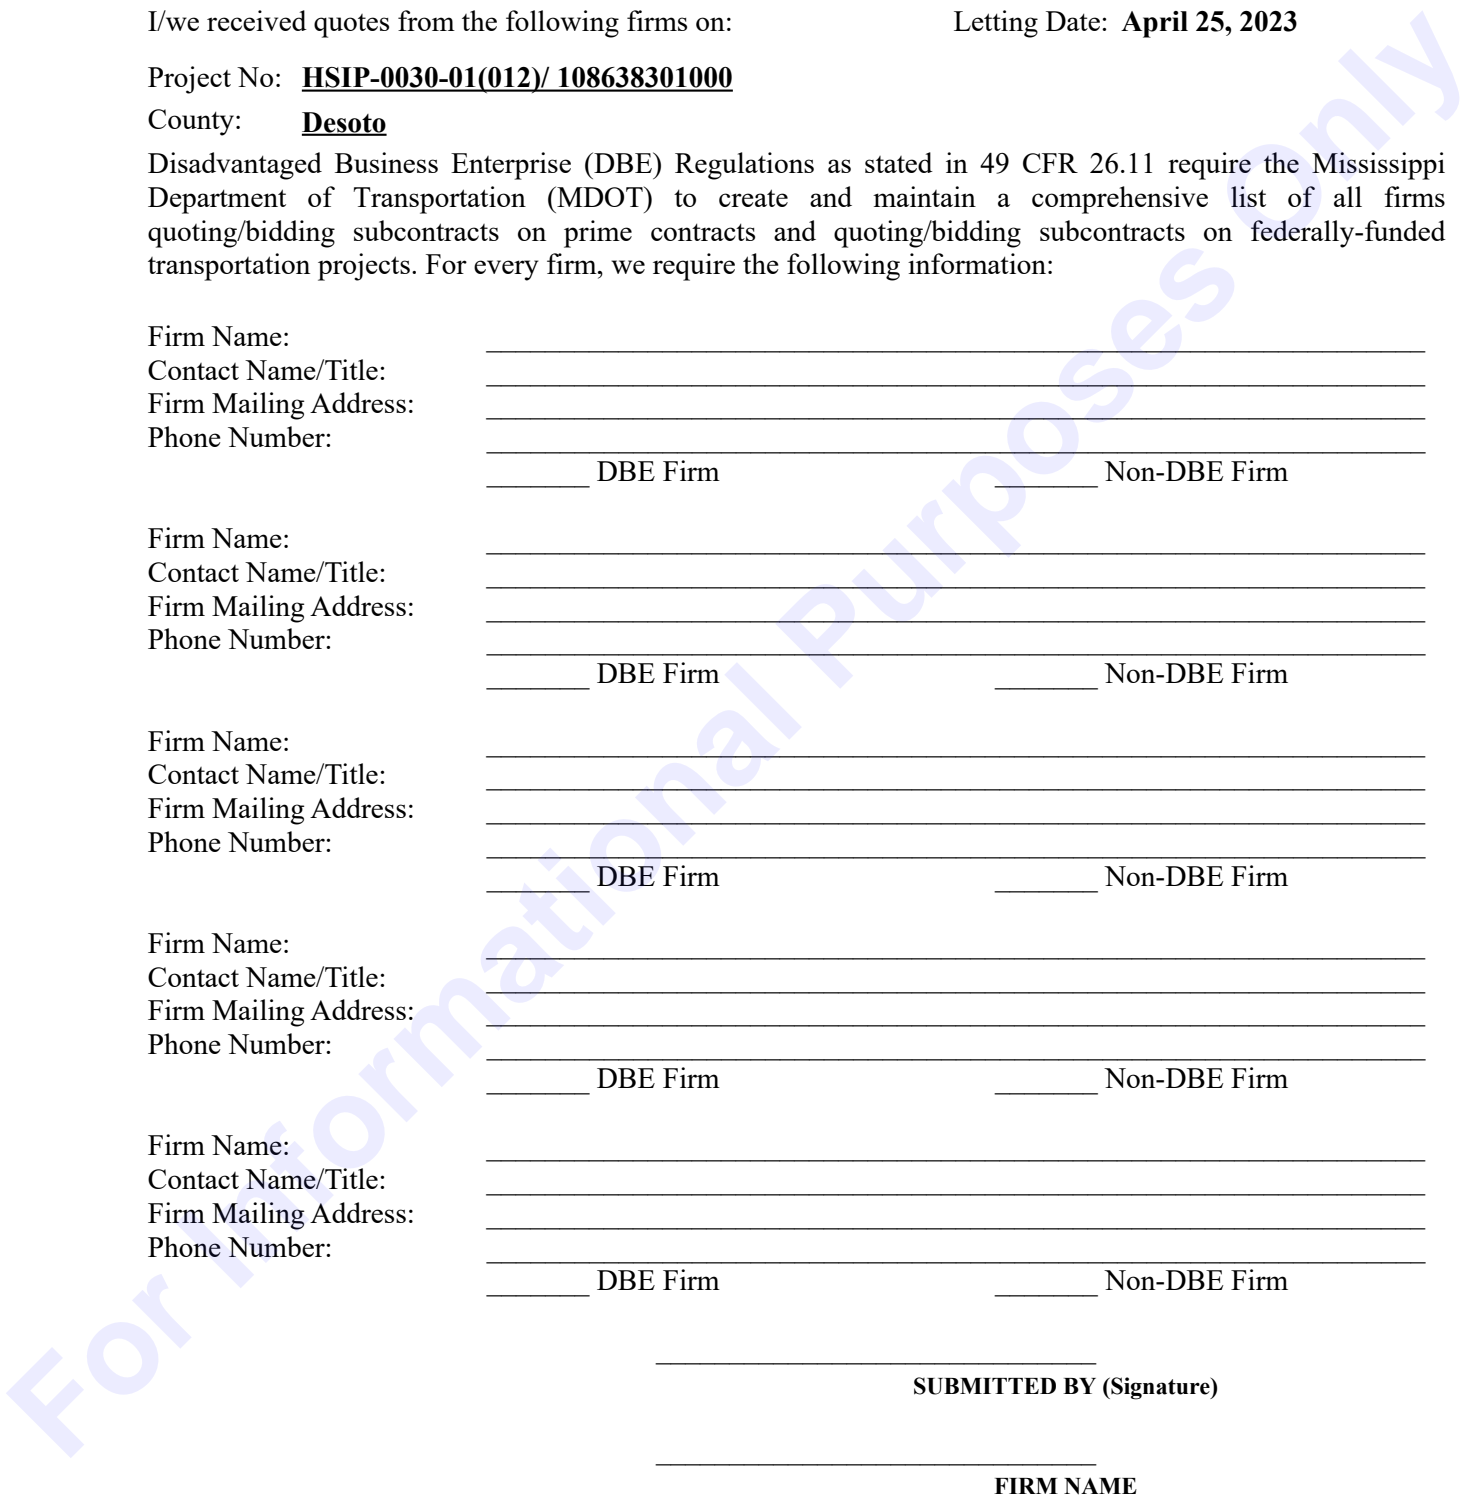 I/we received quotes from the following firms on: Letting Date: April 25, 2023
Project No: HSIP-0030-01(012)/ 108638301000
County: Desoto
Disadvantaged Business Enterprise (DBE) Regulations as stated in 49 CFR 26.11 require the Mississippi
Department of Transportation (MDOT) to create and maintain a comprehensive list of all firms
quoting/bidding subcontracts on prime contracts and quoting/bidding subcontracts on federally-funded
transportation projects. For every firm, we require the following information:
Firm Name:
Contact Name/Title:
Firm Mailing Address:
Phone Number:
DBE Firm Non-DBE Firm
Firm Name:
Contact Name/Title:
Firm Mailing Address:
Phone Number:
DBE Firm Non-DBE Firm
Firm Name:
Contact Name/Title:
Firm Mailing Address:
Phone Number:
DBE Firm Non-DBE Firm
Firm Name:
Contact Name/Title:
Firm Mailing Address:
Phone Number:
DBE Firm Non-DBE Firm
Firm Name:
Contact Name/Title:
Firm Mailing Address:
Phone Number:
DBE Firm Non-DBE Firm
SUBMITTED BY (Signature)
FIRM NAME
For Informational Purposes Only